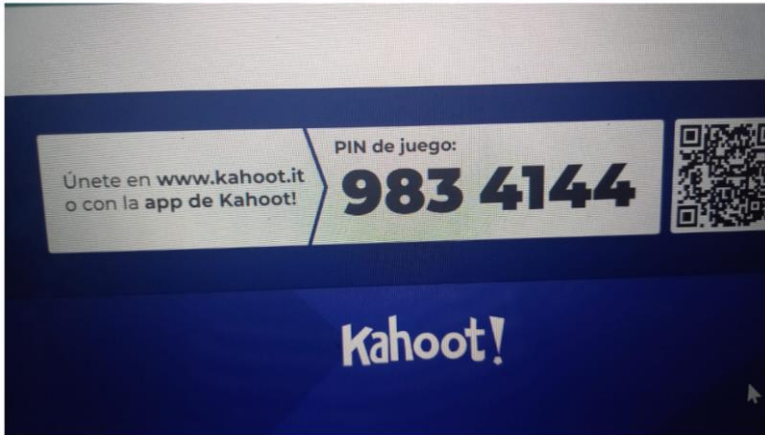 Únete en www.kahoot.it
o con la app de Kahoot!
PIN de juego:
983 4144
Kahoot!